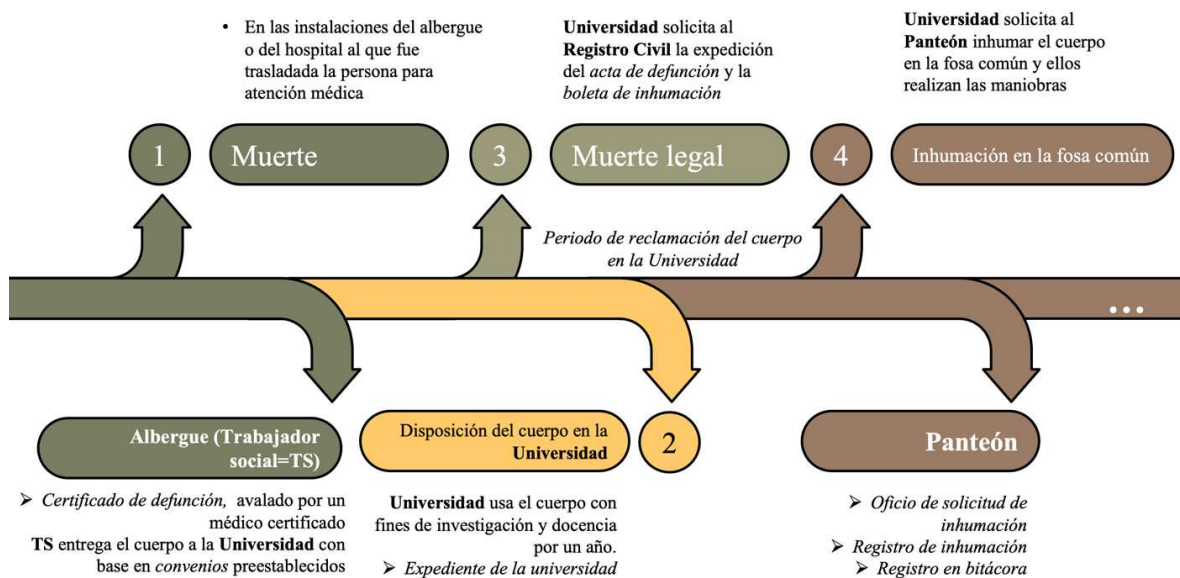 • En las instalaciones del albergue
o del hospital al que fue
trasladada la persona para
atención médica
Universidad solicita al
Registro Civil la expedición
del acta de defunción y la
boleta de inhumación
Universidad solicita al
Panteón inhumar el cuerpo
en la fosa común y ellos
realizan las maniobras
1
Muerte
3
Muerte legal
4
Inhumación en la fosa común
Periodo de reclamación del cuerpo
en la Universidad
...
Albergue (Trabajador
social=TS)
Disposición del cuerpo en la
Universidad
2
Panteón
➢ Certificado de defunción, avalado por un
médico certificado
TS entrega el cuerpo a la Universidad con
base en convenios preestablecidos
Universidad usa el cuerpo con
fines de investigación y docencia
por un año.
➢ Expediente de la universidad
➢ Oficio de solicitud de
inhumación
➢ Registro de inhumación
➢ Registro en bitácora